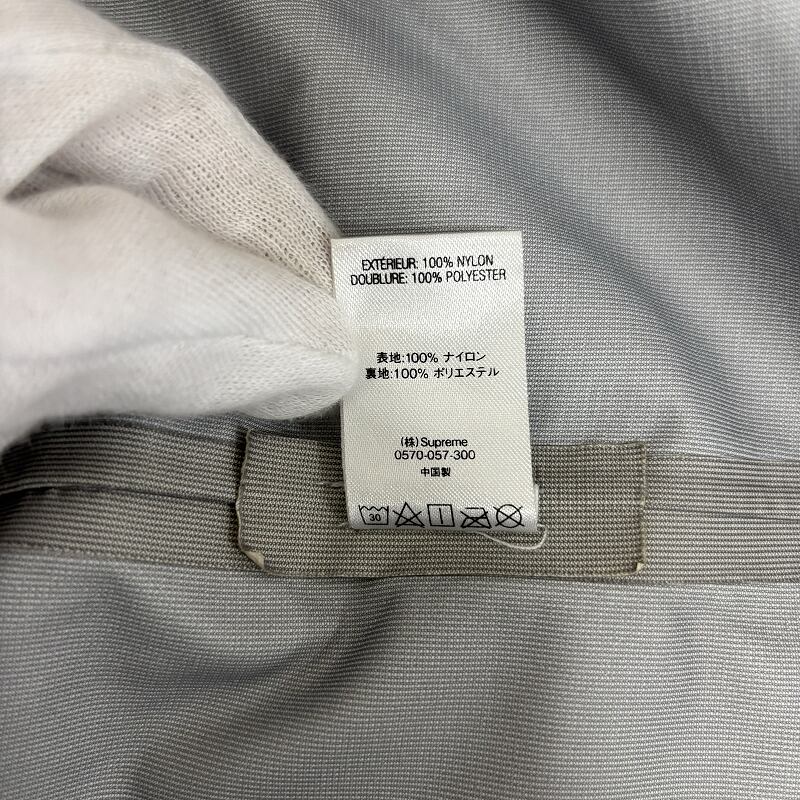 EXTÉRIEUR: 100% NYLON
DOUBLURE: 100% POLYESTER
表地:100% ナイロン
裏地:100% ポリエステル
(株) Supreme
0570-057-300
中国製
30